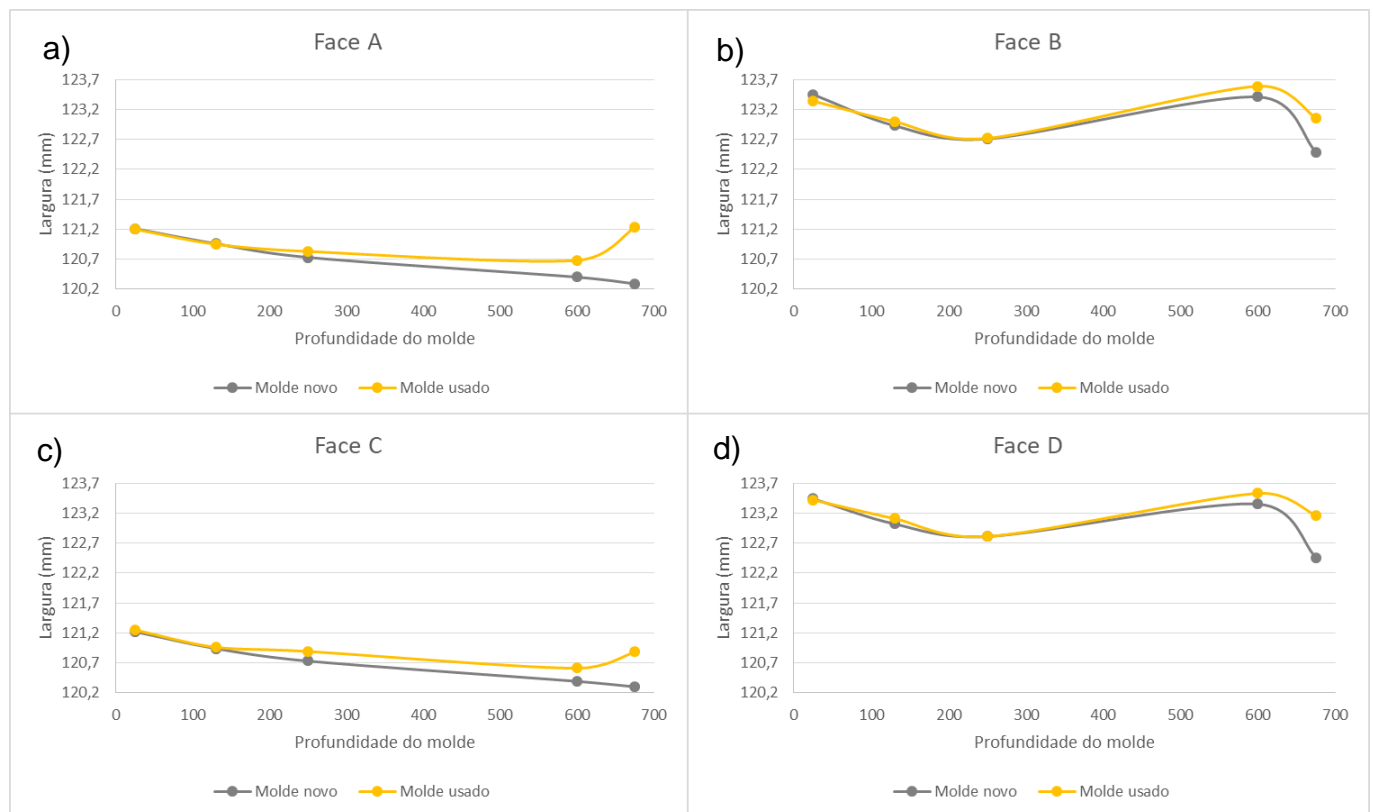 a)
Face A
Largura (mm)
123,7
123,2
122,7
122,2
121,7
121,2
120,7
120,2
0 100 200 300 400 500 600 700
Profundidade do molde
Molde novo Molde usado
b)
Face B
Largura (mm)
123,7
123,2
122,7
122,2
121,7
121,2
120,7
120,2
0 100 200 300 400 500 600 700
Profundidade do molde
Molde novo Molde usado
c)
Face C
Largura (mm)
123,7
123,2
122,7
122,2
121,7
121,2
120,7
120,2
0 100 200 300 400 500 600 700
Profundidade do molde
Molde novo Molde usado
d)
Face D
Largura (mm)
123,7
123,2
122,7
122,2
121,7
121,2
120,7
120,2
0 100 200 300 400 500 600 700
Profundidade do molde
Molde novo Molde usado